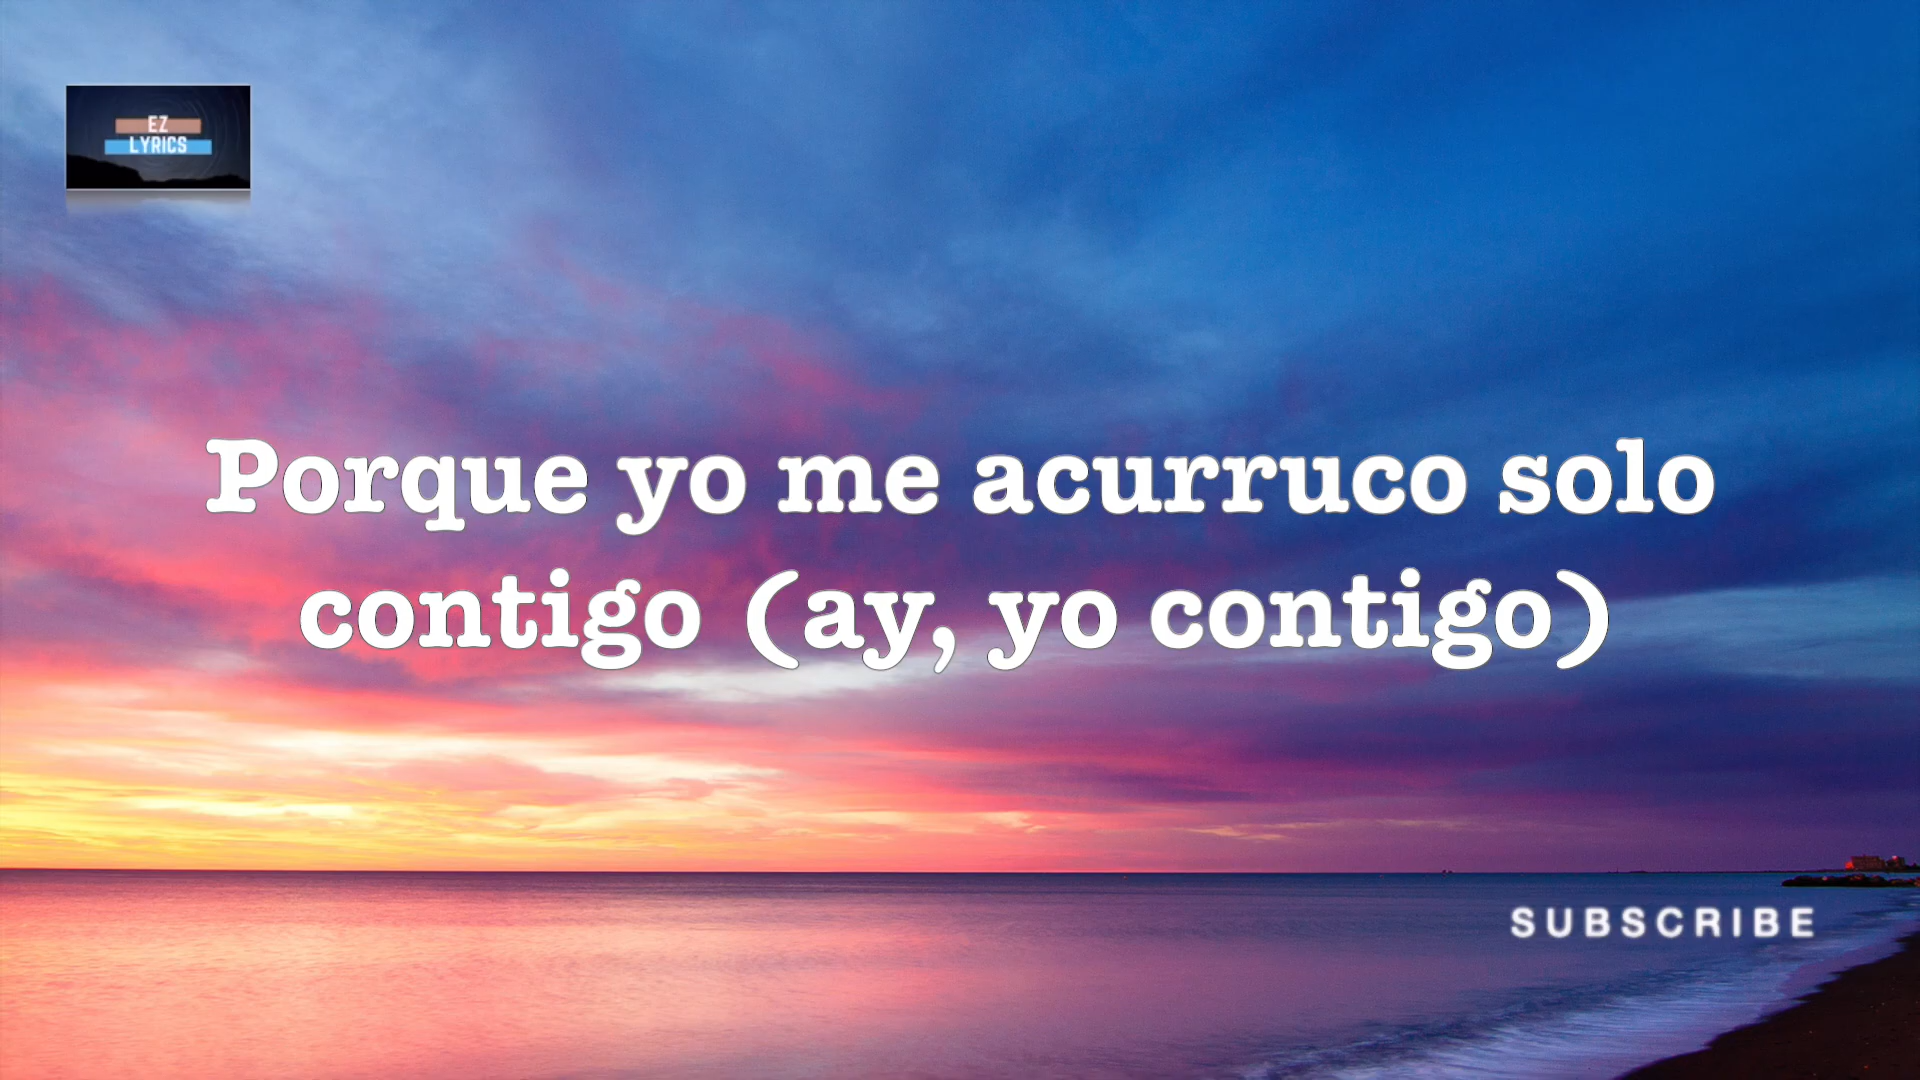 EZ
LYRICS
Porque yo me acurruco solo
contigo (ay, yo contigo)
SUBSCRIBE